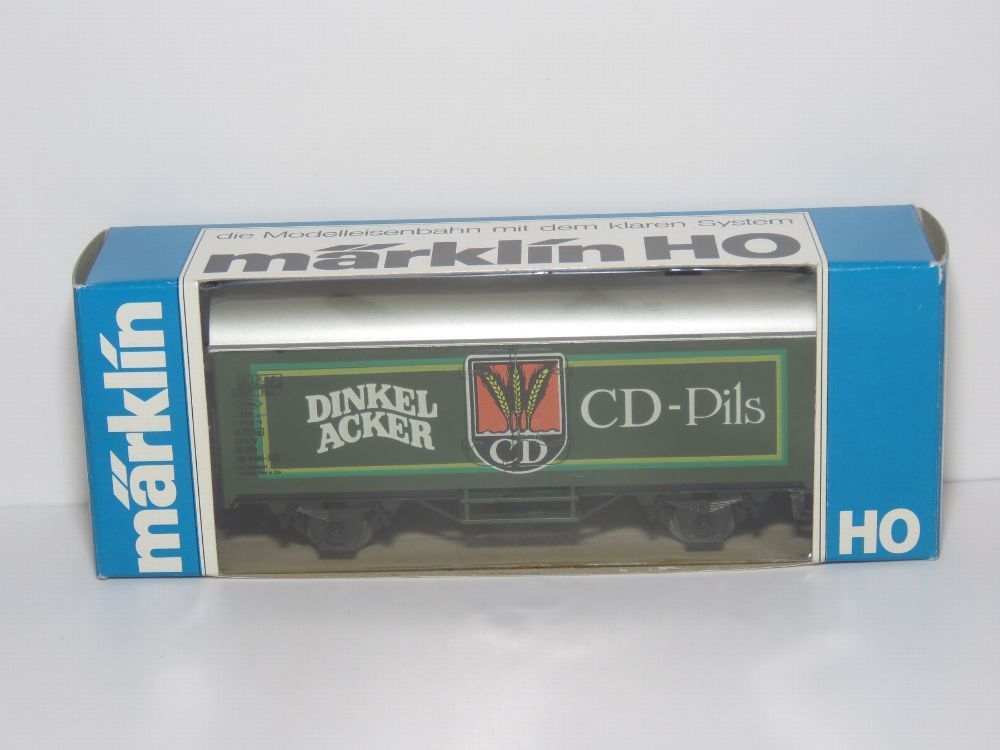 die Modelleisenbahn mit dem klaren System
märklin HO
märklin
DINKEL
ACKER
CD
CD-Pils
HO